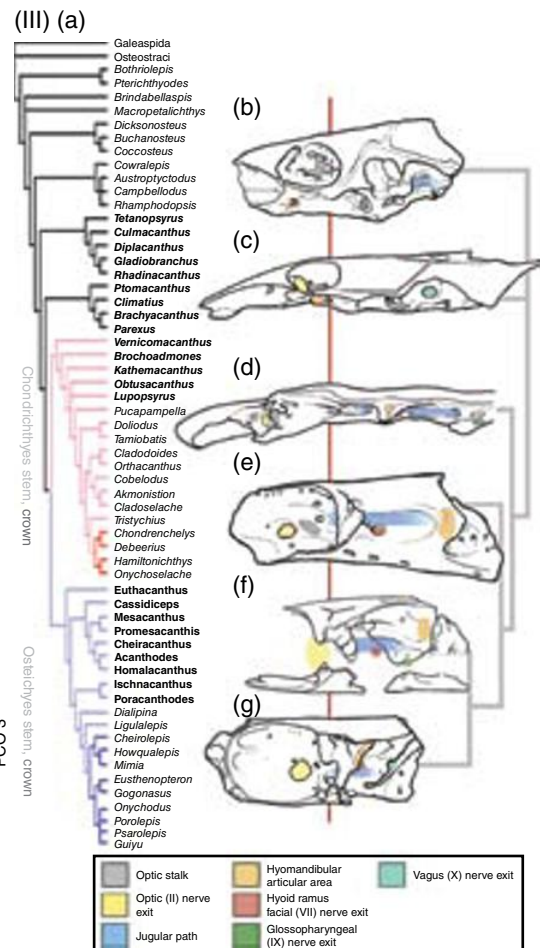 (III) (a)
Galeaspida
Osteostraci
Bothriolepis
Pterichthyodes
Brindabellaspis
Macropetalichthys
Dicksonosteus
Buchanosteus
Coccosteus
Cowralepis
Austroptyctodus
Campbellodus
Rhamphodopsis
Tetanopsyrus
Culmacanthus
Diplacanthus
Gladiobranchus
Rhadinacanthus
Ptomacanthus
Climatius
Brachyacanthus
Parexus
Vernicomacanthus
Brochoadmones
Kathemacanthus
Obtusacanthus
Lupopsyrus
Pucapampella
Doliodus
Tamiobatis
Cladodoides
Orthacanthus
Cobelodus
Akmonistion
Cladoselache
Tristychius
Chondrenchelys
Debeerius
Hamiltonichthys
Onychoselache
Euthacanthus
Cassidiceps
Mesacanthus
Promesacanthis
Cheiracanthus
Acanthodes
Homalacanthus
Ischnacanthus
Poracanthodes
Dialipina
Ligulalepis
Cheirolepis
Howqualepis
Mimia
Eusthenopteron
Gogonasus
Onychodus
Porolepis
Psarolepis
Guiyu
Chondrichthyes stem, crown
Osteichyes stem, crown
(b)
(c)
(d)
(e)
(f)
(g)
Optic stalk
Optic (II) nerve
exit
Jugular path
Hyomandibular
articular area
Hyoid ramus
facial (VII) nerve exit
Glossopharyngeal
(IX) nerve exit
Vagus (X) nerve exit